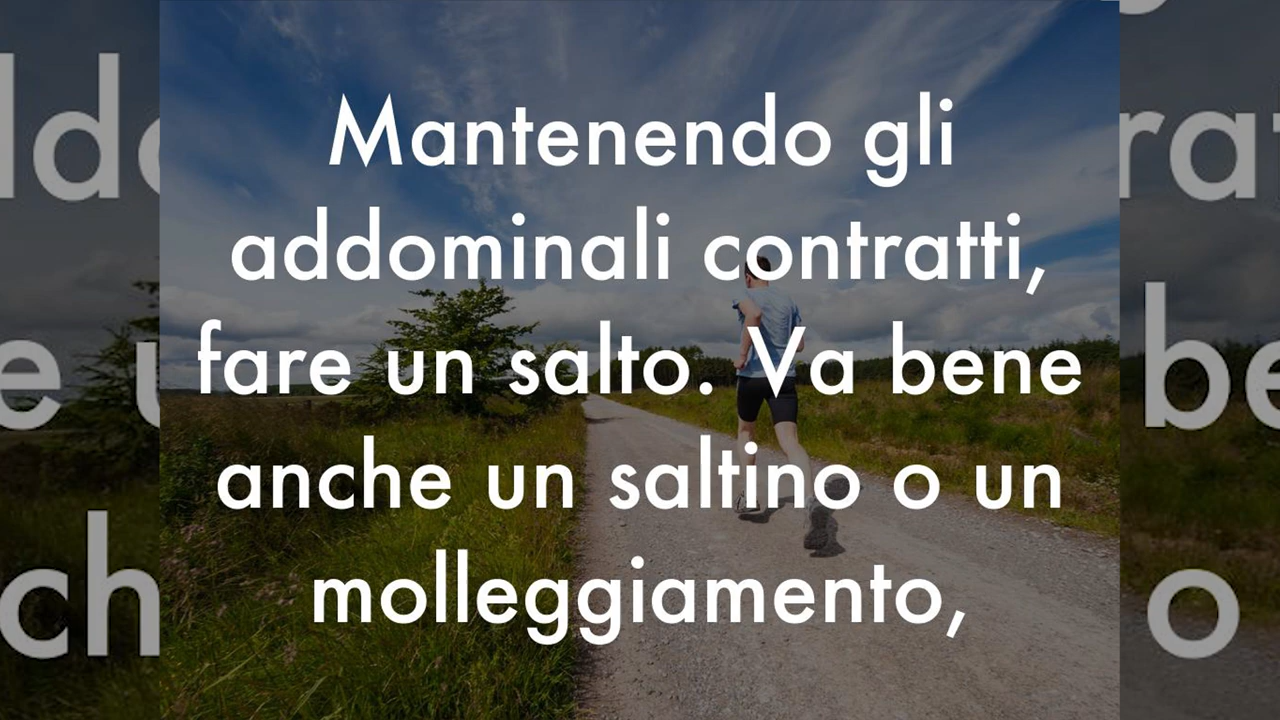 Mantenendo gli
addominali contratti,
fare un salto. Va bene
anche un saltino o un
molleggiamento,